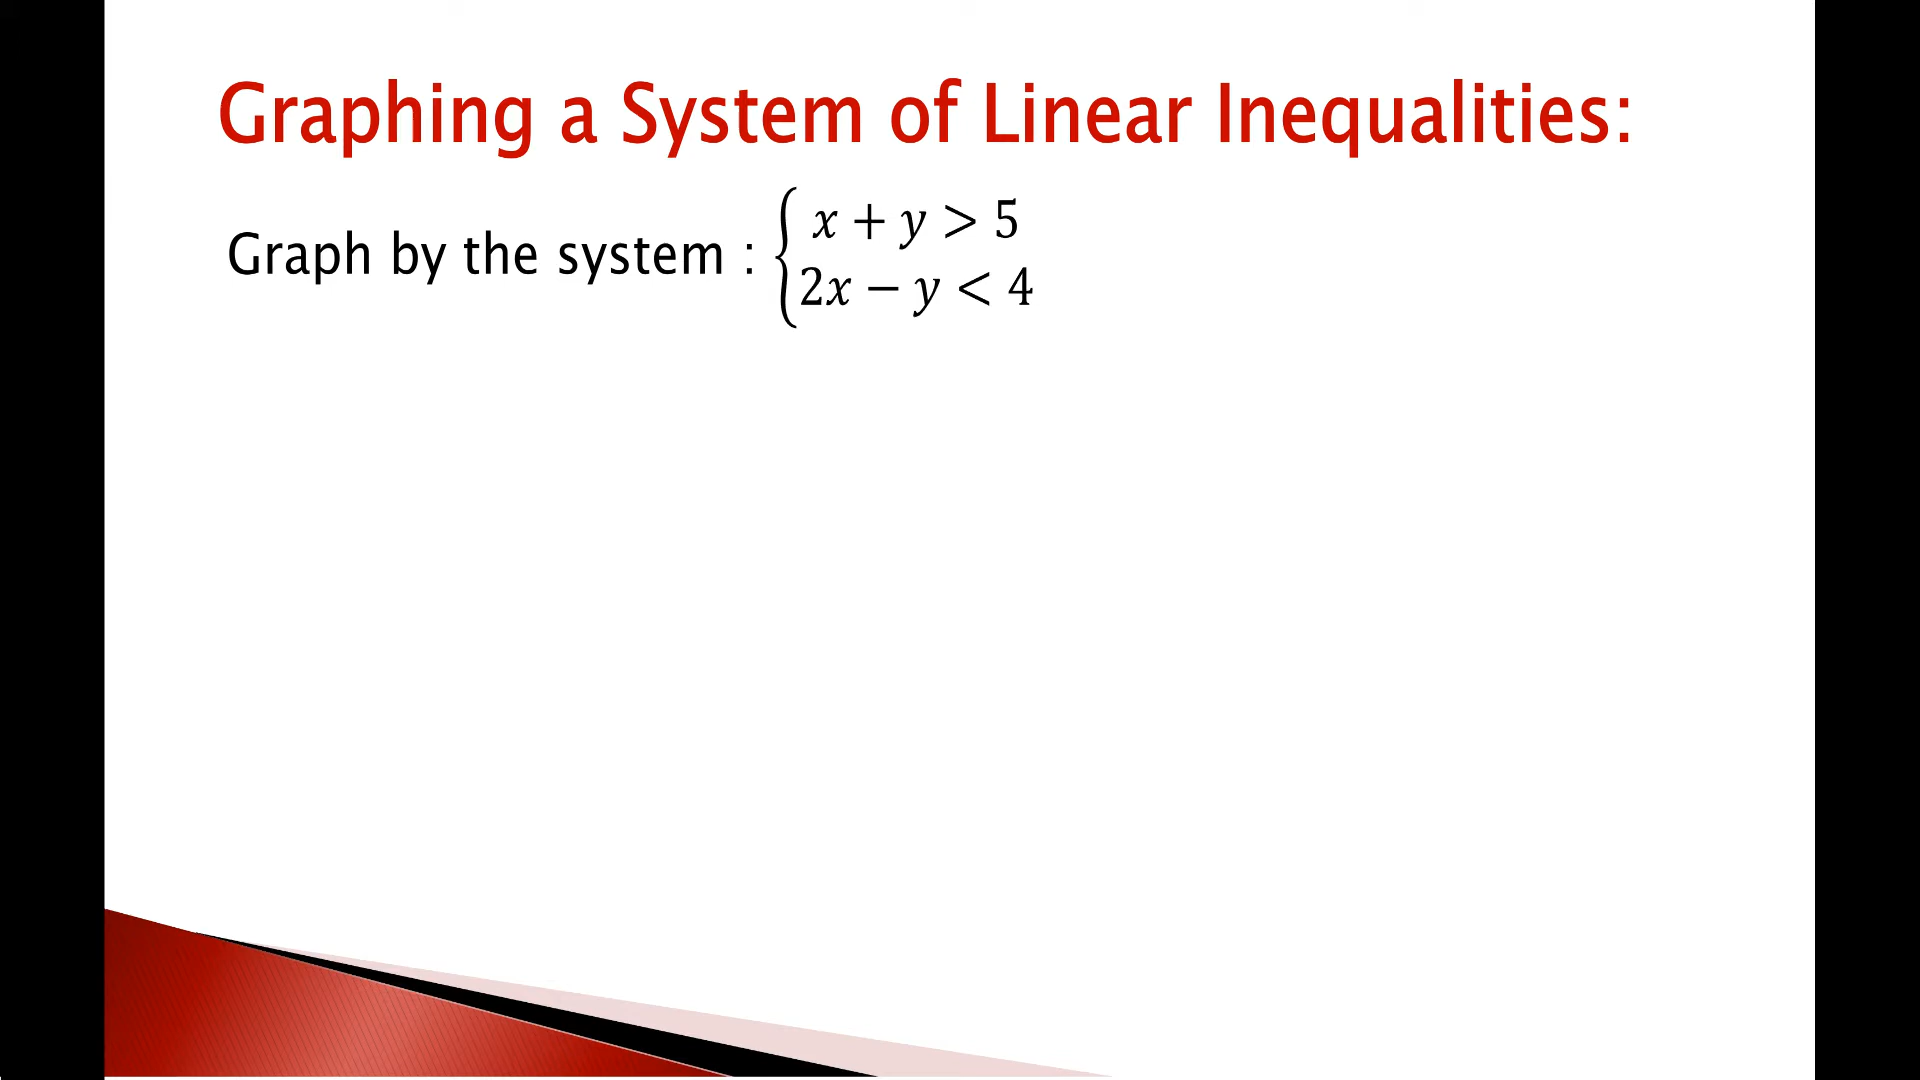 Graphing a System of Linear Inequalities:
Graph by the system : { x + y > 5
2x − y < 4